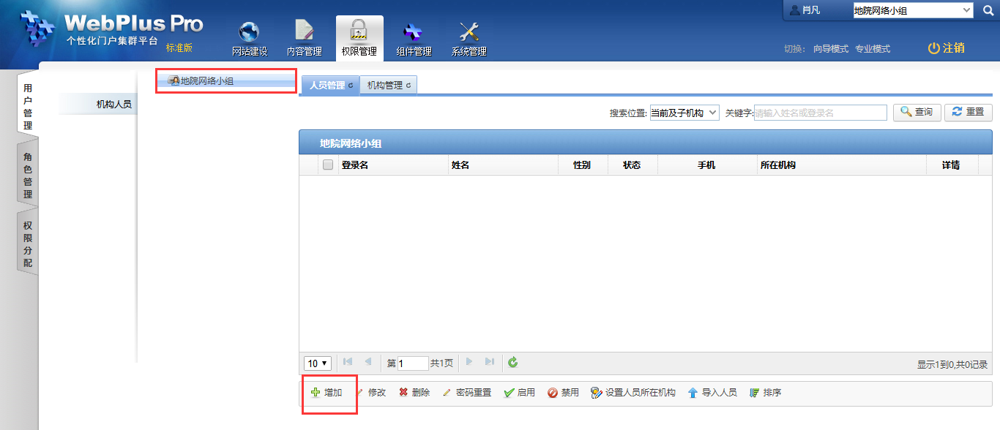 WebPlus Pro
个性化门户集群平台
标准版
网站建设 内容管理 权限管理 组件管理 系统管理
肖凡 地院网络小组
切换: 向导模式 专业模式 注销
用户管理
角色管理
权限分配
机构人员
地院网络小组
人员管理 机构管理
搜索位置: 当前及子机构 关键字: 请输入姓名或登录名 查询 重置
地院网络小组
登录名 姓名 性别 状态 手机 所在机构 详情
10 第 1 共1页 显示1到0,共0记录
增加 修改 删除 密码重置 启用 禁用 设置人员所在机构 导入人员 排序